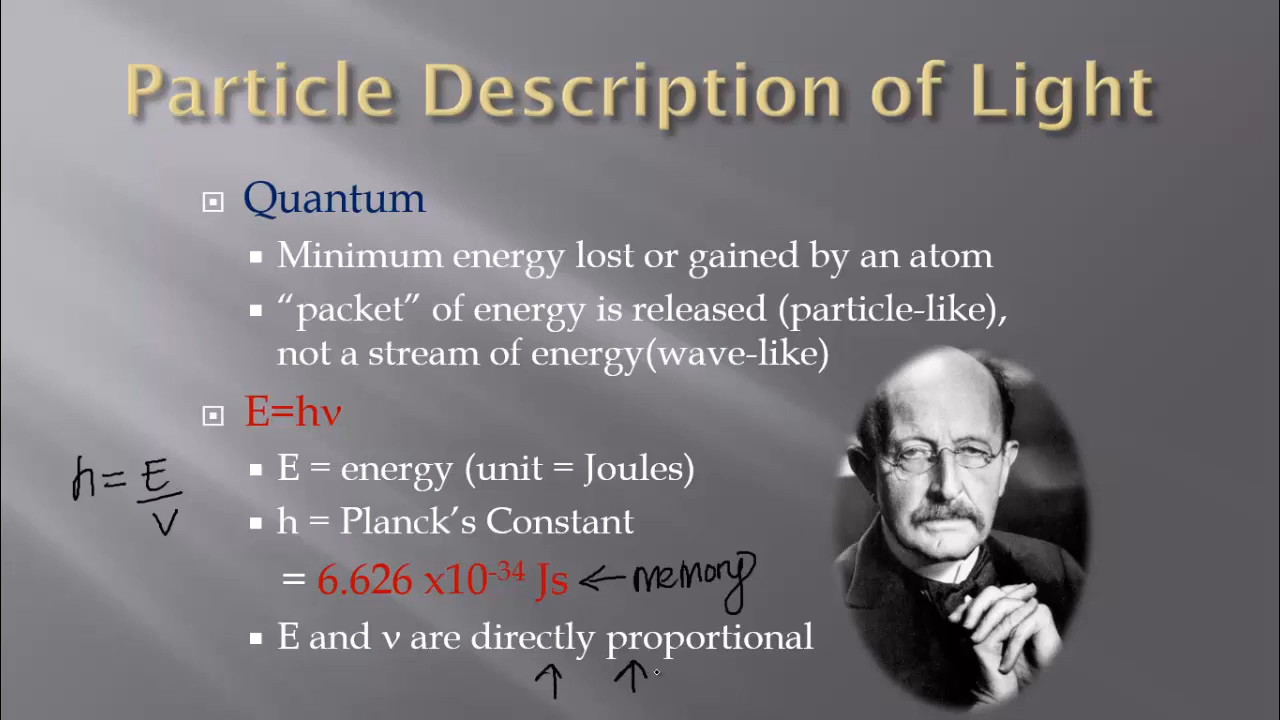 Particle Description of Light
Quantum
Minimum energy lost or gained by an atom
“packet” of energy is released (particle-like),
not a stream of energy(wave-like)
E=hν
h = E
ν
E = energy (unit = Joules)
h = Planck’s Constant
= 6.626 x10⁻³⁴ Js ← memory
E and ν are directly proportional
↑ ↑